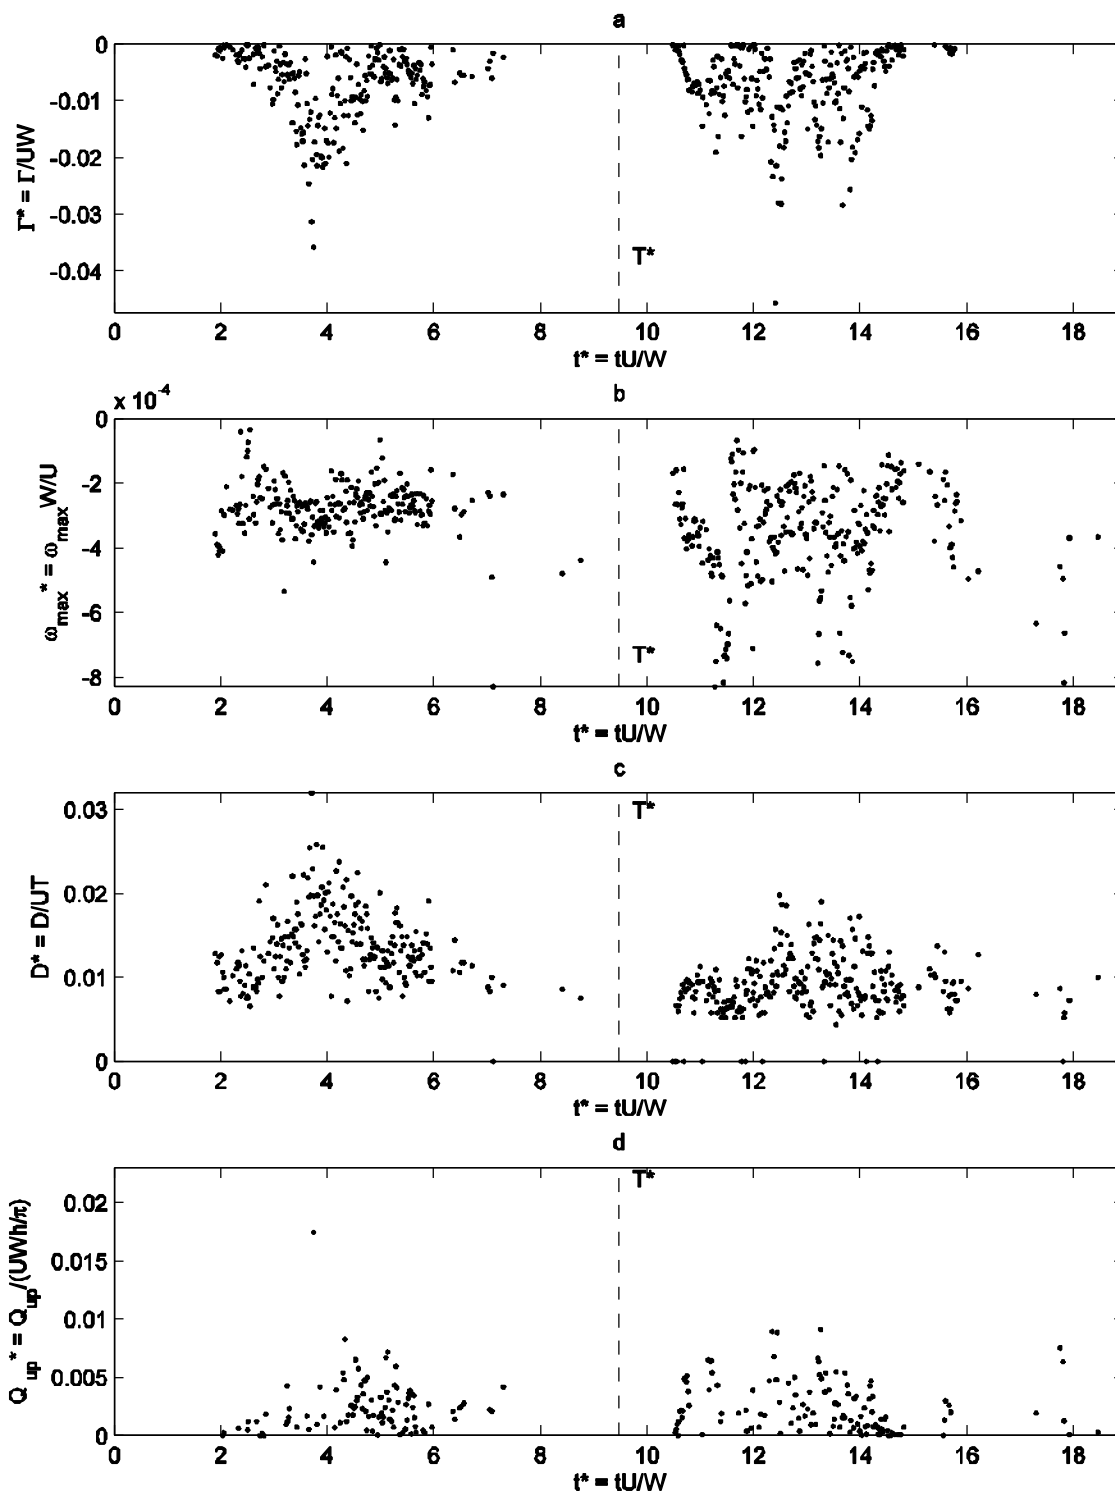 a
0
-0.01
-0.02
-0.03
-0.04
Γ* = Γ/UW
T*
0 2 4 6 8 10 12 14 16 18
t* = tU/W
b
x 10⁻⁴
0
-2
-4
-6
-8
ω_max* = ω_max W/U
T*
0 2 4 6 8 10 12 14 16 18
t* = tU/W
c
0.03
0.02
0.01
0
D* = D/UT
T*
0 2 4 6 8 10 12 14 16 18
t* = tU/W
d
0.02
0.015
0.01
0.005
0
Q_up* = Q_up/(UWh/π)
T*
0 2 4 6 8 10 12 14 16 18
t* = tU/W